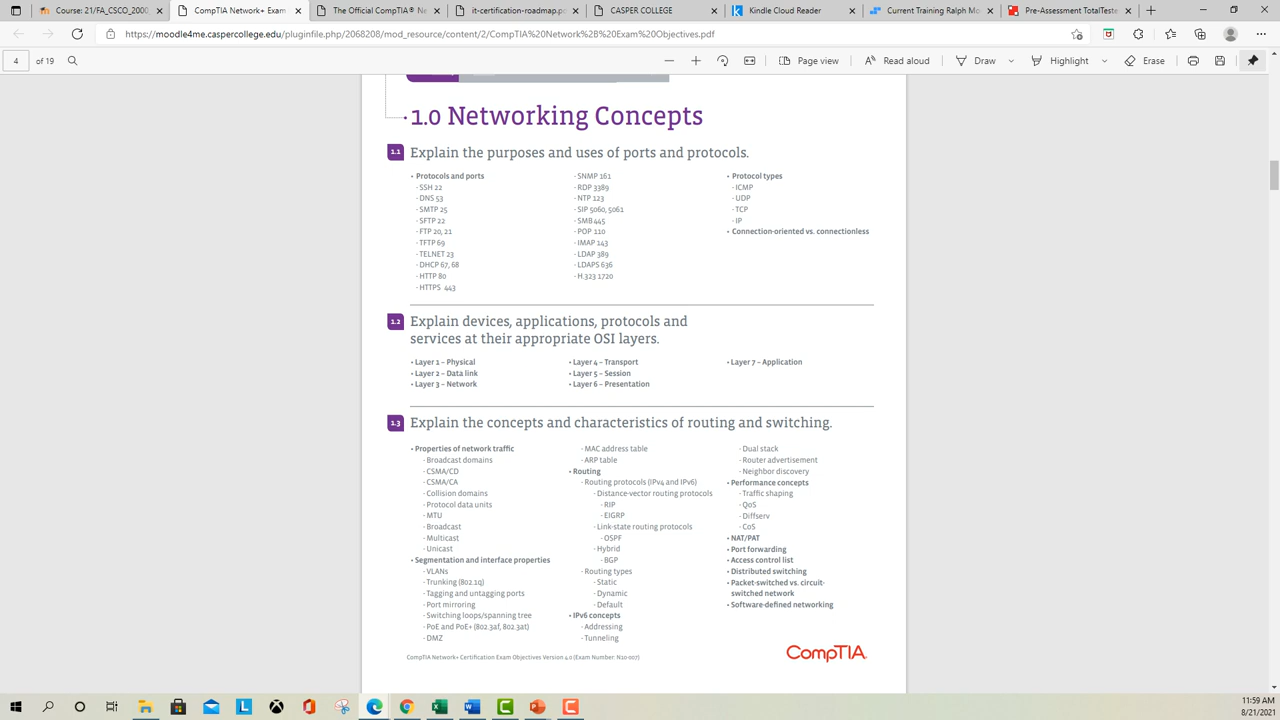 Course: 21/FA_CSCO_2000
CompTIA Network+ Exam
The Official CompTIA Ne
Current Training Ralph Mo
Pre-Assessment TotalTeste
https://moodle4me.caspercollege.edu/pluginfile.php/2068208/mod_resource/content/2/CompTIA%20Network%2B%20Exam%20Objectives.pdf
4 of 19
Page view
Read aloud
Draw
Highlight
Erase
1.0 Networking Concepts
1.1 Explain the purposes and uses of ports and protocols.
• Protocols and ports
- SSH 22
- DNS 53
- SMTP 25
- SFTP 22
- FTP 20, 21
- TFTP 69
- TELNET 23
- DHCP 67, 68
- HTTP 80
- HTTPS 443
- SNMP 161
- RDP 3389
- NTP 123
- SIP 5060, 5061
- SMB 445
- POP 110
- IMAP 143
- LDAP 389
- LDAPS 636
- H.323 1720
• Protocol types
- ICMP
- UDP
- TCP
- IP
• Connection-oriented vs. connectionless
1.2 Explain devices, applications, protocols and
services at their appropriate OSI layers.
• Layer 1 – Physical
• Layer 2 – Data link
• Layer 3 – Network
• Layer 4 – Transport
• Layer 5 – Session
• Layer 6 – Presentation
• Layer 7 – Application
1.3 Explain the concepts and characteristics of routing and switching.
• Properties of network traffic
- Broadcast domains
- CSMA/CD
- CSMA/CA
- Collision domains
- Protocol data units
- MTU
- Broadcast
- Multicast
- Unicast
• Segmentation and interface properties
- VLANs
- Trunking (802.1q)
- Tagging and untagging ports
- Port mirroring
- Switching loops/spanning tree
- PoE and PoE+ (802.3af, 802.3at)
- DMZ
- MAC address table
- ARP table
• Routing
- Routing protocols (IPv4 and IPv6)
- Distance-vector routing protocols
- RIP
- EIGRP
- Link-state routing protocols
- OSPF
- Hybrid
- BGP
- Routing types
- Static
- Dynamic
- Default
• IPv6 concepts
- Addressing
- Tunneling
- Dual stack
- Router advertisement
- Neighbor discovery
• Performance concepts
- Traffic shaping
- QoS
- Diffserv
- CoS
• NAT/PAT
• Port forwarding
• Access control list
• Distributed switching
• Packet-switched vs. circuit-
switched network
• Software-defined networking
CompTIA Network+ Certification Exam Objectives Version 4.0 (Exam Number: N10-007)
CompTIA.
11:59 AM
8/21/2021